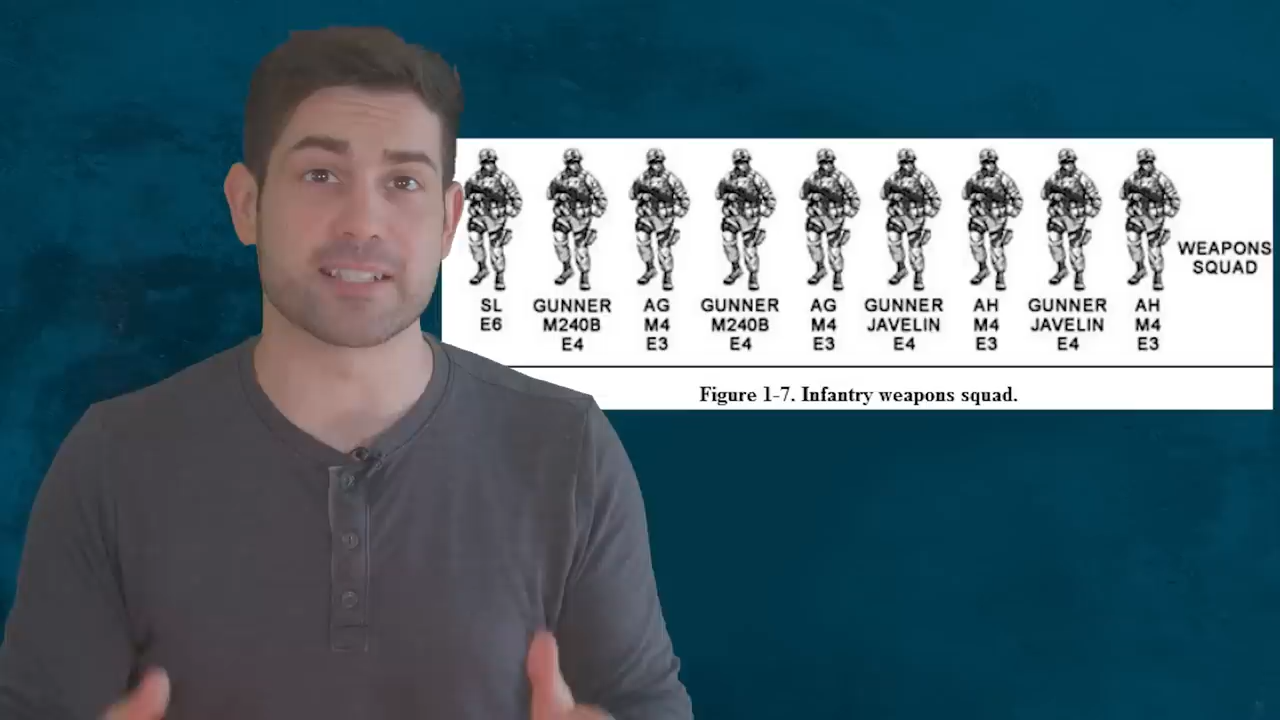 SL GUNNER AG GUNNER AG GUNNER AH GUNNER AH
E6 M240B M4 M240B M4 JAVELIN M4 JAVELIN M4
E4 E3 E4 E3 E4 E3 E4 E3
WEAPONS
SQUAD
Figure 1-7. Infantry weapons squad.